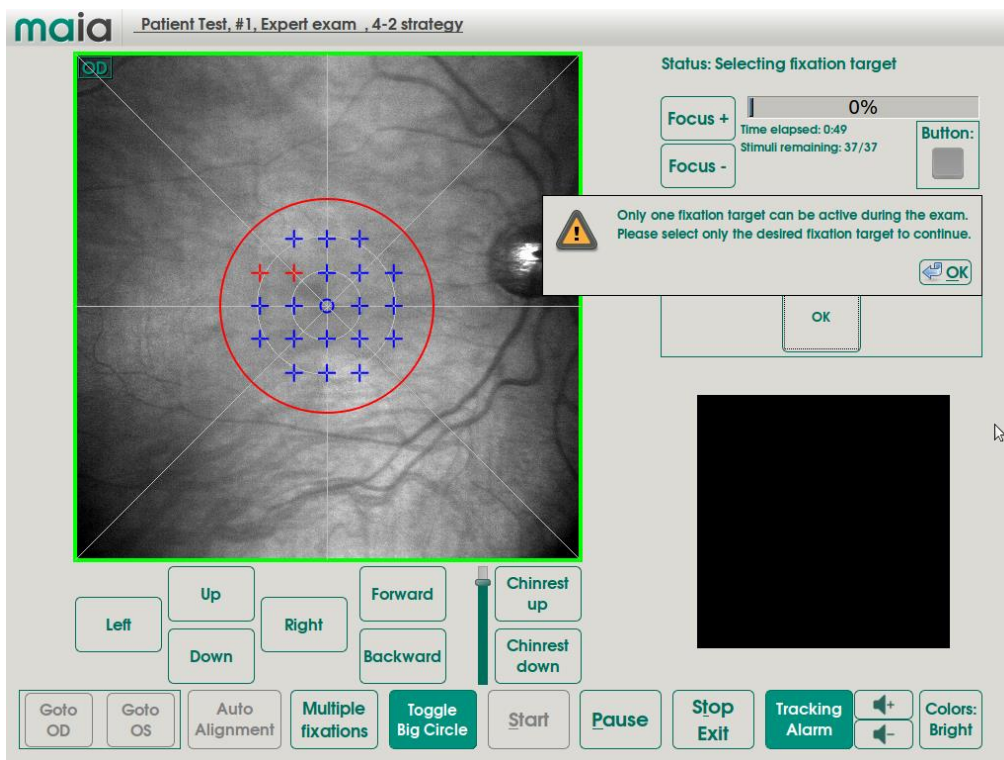 maia
Patient Test, #1, Expert exam , 4-2 strategy
OD
Status: Selecting fixation target
Focus +
0%
Time elapsed: 0:49
Stimuli remaining: 37/37
Button:
Focus -
Only one fixation target can be active during the exam.
Please select only the desired fixation target to continue.
OK
OK
Left
Up
Down
Right
Forward
Backward
Chinrest
up
Chinrest
down
Goto
OD
Goto
OS
Auto
Alignment
Multiple
fixations
Toggle
Big Circle
Start
Pause
Stop
Exit
Tracking
Alarm
+
-
Colors:
Bright